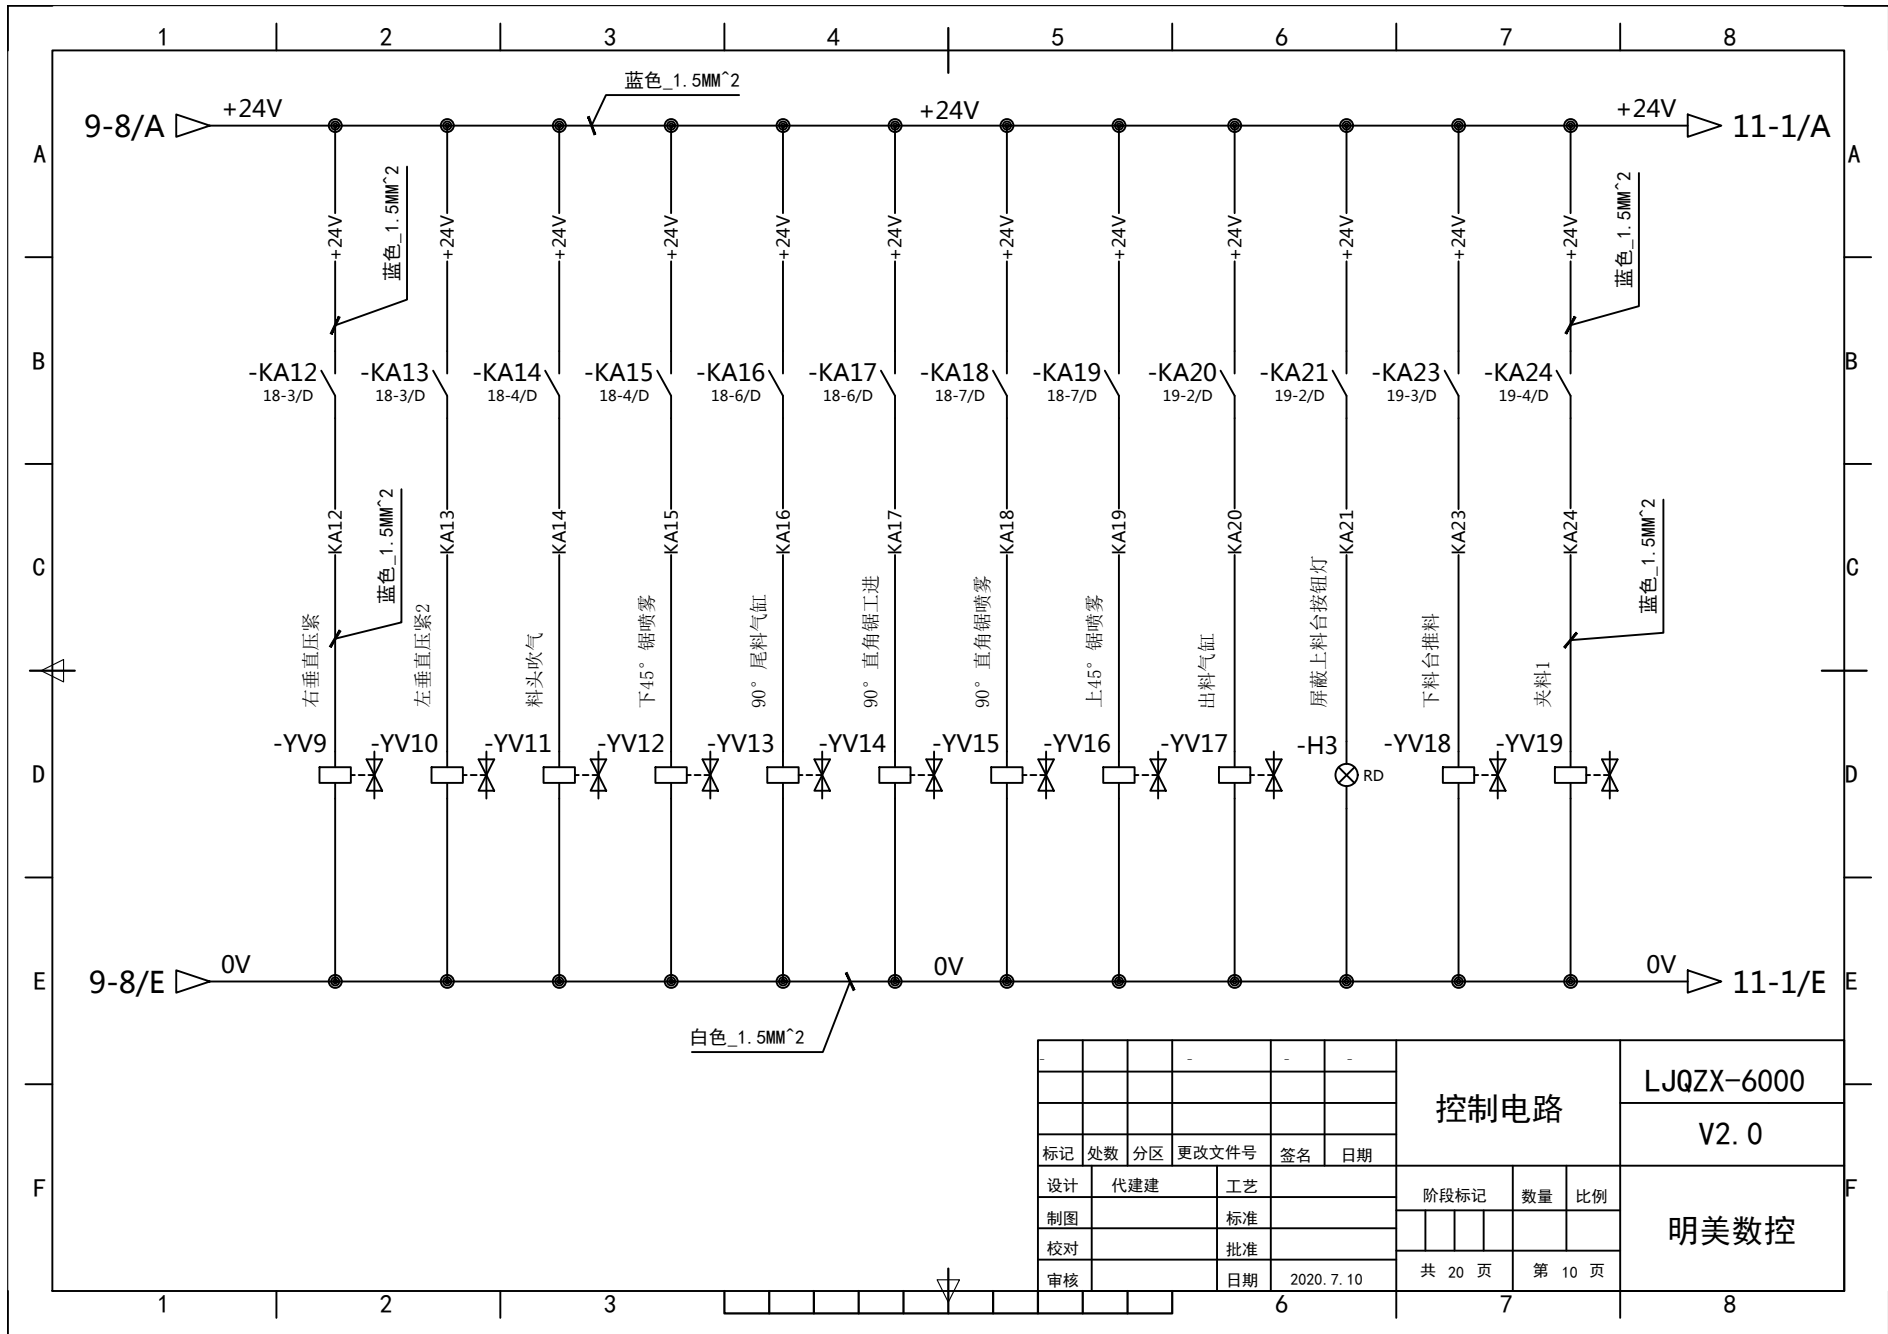 1 2 3 4 5 6 7 8
蓝色_1.5MM^2
9-8/A +24V +24V +24V 11-1/A
A A
蓝色_1.5MM^2 蓝色_1.5MM^2
+24V +24V +24V +24V +24V +24V +24V +24V +24V +24V +24V +24V
B B
-KA12 -KA13 -KA14 -KA15 -KA16 -KA17 -KA18 -KA19 -KA20 -KA21 -KA23 -KA24
18-3/D 18-3/D 18-4/D 18-4/D 18-6/D 18-6/D 18-7/D 18-7/D 19-2/D 19-2/D 19-3/D 19-4/D
蓝色_1.5MM^2 蓝色_1.5MM^2
KA12 KA13 KA14 KA15 KA16 KA17 KA18 KA19 KA20 KA21 KA23 KA24
C C
右垂直压紧
左垂直压紧2
料头吹气
下45°锯喷雾
90°尾料气缸
90°直角锯工进
90°直角锯喷雾
上45°锯喷雾
出料气缸
屏蔽上料台按钮灯
下料台推料
夹料1
-YV9 -YV10 -YV11 -YV12 -YV13 -YV14 -YV15 -YV16 -YV17 -H3 -YV18 -YV19
D RD D
9-8/E 0V 0V 0V 11-1/E
E E
白色_1.5MM^2
- - - -
控制电路 LJQZX-6000
V2.0
标记 处数 分区 更改文件号 签名 日期
F F
设计 代建建 工艺 阶段标记 数量 比例
制图 标准
明美数控
校对 批准
审核 日期 2020.7.10 共 20 页 第 10 页
1 2 3 6 7 8